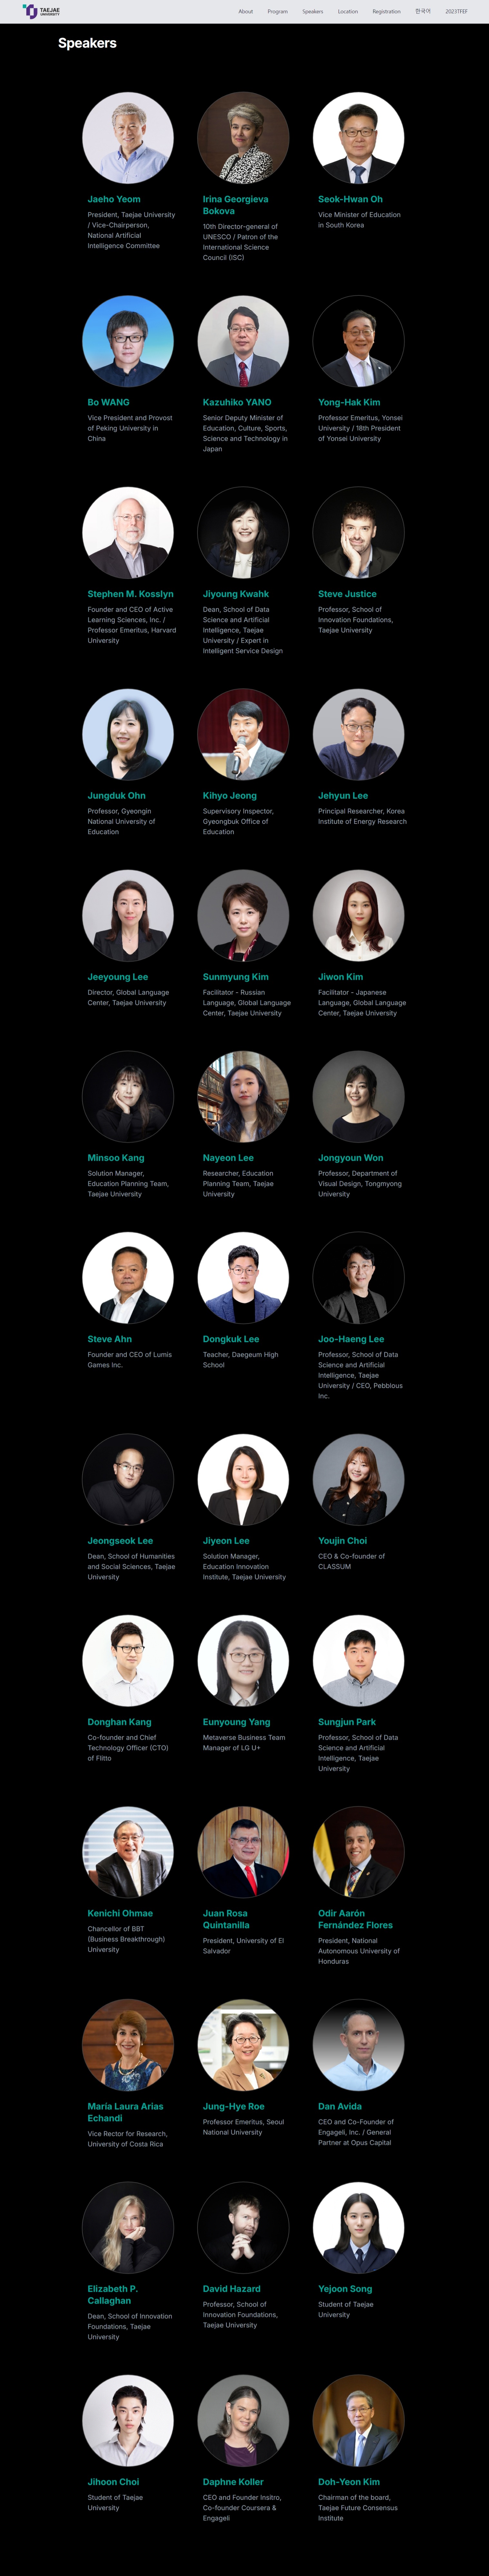 TAEJAE
UNIVERSITY
About
Program
Speakers
Location
Registration
한국어
2023TFEF
Speakers
Jaeho Yeom
President, Taejae University
/ Vice-Chairperson,
National Artificial
Intelligence Committee
Irina Georgieva
Bokova
10th Director-general of
UNESCO / Patron of the
International Science
Council (ISC)
Seok-Hwan Oh
Vice Minister of Education
in South Korea
Bo WANG
Vice President and Provost
of Peking University in
China
Kazuhiko YANO
Senior Deputy Minister of
Education, Culture, Sports,
Science and Technology in
Japan
Yong-Hak Kim
Professor Emeritus, Yonsei
University / 18th President
of Yonsei University
Stephen M. Kosslyn
Founder and CEO of Active
Learning Sciences, Inc. /
Professor Emeritus, Harvard
University
Jiyoung Kwahk
Dean, School of Data
Science and Artificial
Intelligence, Taejae
University / Expert in
Intelligent Service Design
Steve Justice
Professor, School of
Innovation Foundations,
Taejae University
Jungduk Ohn
Professor, Gyeongin
National University of
Education
Kihyo Jeong
Supervisory Inspector,
Gyeongbuk Office of
Education
Jehyun Lee
Principal Researcher, Korea
Institute of Energy Research
Jeeyoung Lee
Director, Global Language
Center, Taejae University
Sunmyung Kim
Facilitator - Russian
Language, Global Language
Center, Taejae University
Jiwon Kim
Facilitator - Japanese
Language, Global Language
Center, Taejae University
Minsoo Kang
Solution Manager,
Education Planning Team,
Taejae University
Nayeon Lee
Researcher, Education
Planning Team, Taejae
University
Jongyoun Won
Professor, Department of
Visual Design, Tongmyong
University
Steve Ahn
Founder and CEO of Lumis
Games Inc.
Dongkuk Lee
Teacher, Daegeum High
School
Joo-Haeng Lee
Professor, School of Data
Science and Artificial
Intelligence, Taejae
University / CEO, Pebblous
Inc.
Jeongseok Lee
Dean, School of Humanities
and Social Sciences, Taejae
University
Jiyeon Lee
Solution Manager,
Education Innovation
Institute, Taejae University
Youjin Choi
CEO & Co-founder of
CLASSUM
Donghan Kang
Co-founder and Chief
Technology Officer (CTO)
of Flitto
Eunyoung Yang
Metaverse Business Team
Manager of LG U+
Sungjun Park
Professor, School of Data
Science and Artificial
Intelligence, Taejae
University
Kenichi Ohmae
Chancellor of BBT
(Business Breakthrough)
University
Juan Rosa
Quintanilla
President, University of El
Salvador
Odir Aarón
Fernández Flores
President, National
Autonomous University of
Honduras
María Laura Arias
Echandi
Vice Rector for Research,
University of Costa Rica
Jung-Hye Roe
Professor Emeritus, Seoul
National University
Dan Avida
CEO and Co-Founder of
Engageli, Inc. / General
Partner at Opus Capital
Elizabeth P.
Callaghan
Dean, School of Innovation
Foundations, Taejae
University
David Hazard
Professor, School of
Innovation Foundations,
Taejae University
Yejoon Song
Student of Taejae
University
Jihoon Choi
Student of Taejae
University
Daphne Koller
CEO and Founder Insitro,
Co-founder Coursera &
Engageli
Doh-Yeon Kim
Chairman of the board,
Taejae Future Consensus
Institute